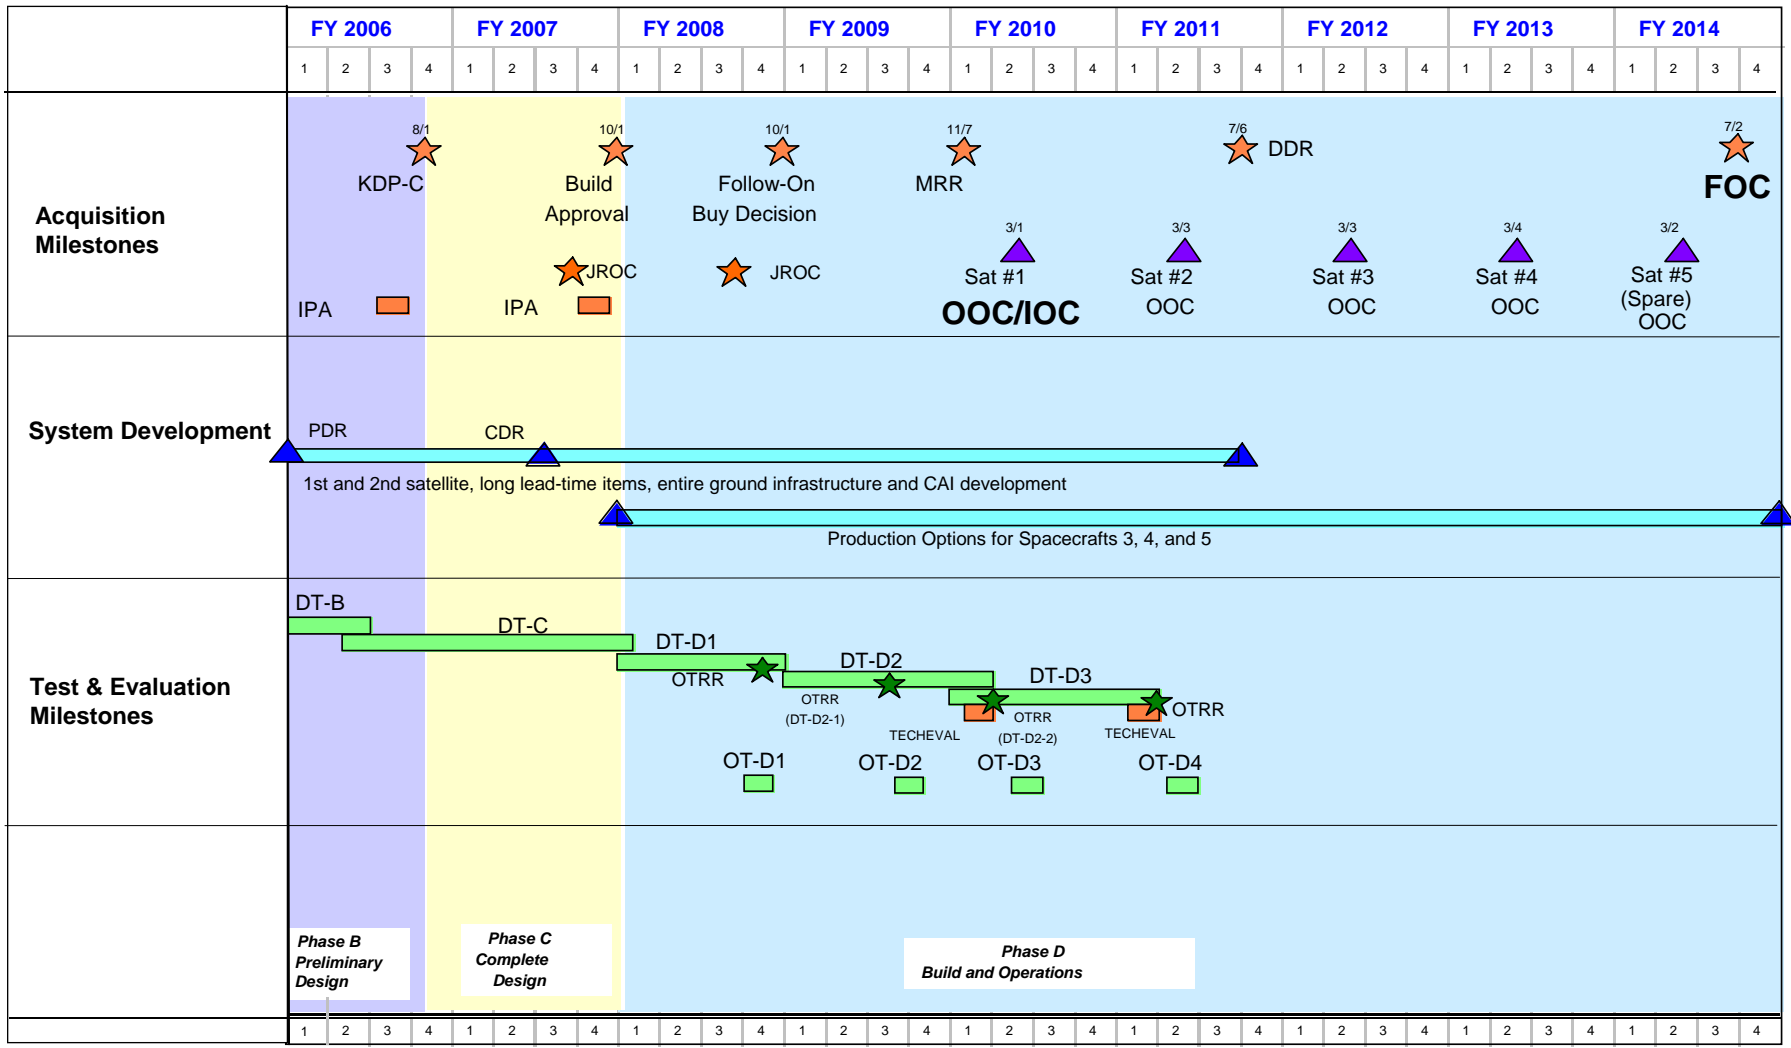 FY 2006 FY 2007 FY 2008 FY 2009 FY 2010 FY 2011 FY 2012 FY 2013 FY 2014
1 2 3 4 1 2 3 4 1 2 3 4 1 2 3 4 1 2 3 4 1 2 3 4 1 2 3 4 1 2 3 4 1 2 3 4
Acquisition
Milestones
8/1 10/1 10/1 11/7 7/6 7/2
DDR
KDP-C Build Follow-On MRR FOC
Approval Buy Decision
3/1 3/3 3/3 3/4 3/2
JROC JROC Sat #1 Sat #2 Sat #3 Sat #4 Sat #5
(Spare)
IPA IPA OOC/IOC OOC OOC OOC OOC
System Development
PDR CDR
1st and 2nd satellite, long lead-time items, entire ground infrastructure and CAI development
Production Options for Spacecrafts 3, 4, and 5
Test & Evaluation
Milestones
DT-B
DT-C
DT-D1
DT-D2
DT-D3
OTRR
OTRR
(DT-D2-1)
OTRR
(DT-D2-2)
OTRR
TECHEVAL TECHEVAL
OT-D1 OT-D2 OT-D3 OT-D4
Phase B
Preliminary
Design
Phase C
Complete
Design
Phase D
Build and Operations
1 2 3 4 1 2 3 4 1 2 3 4 1 2 3 4 1 2 3 4 1 2 3 4 1 2 3 4 1 2 3 4 1 2 3 4